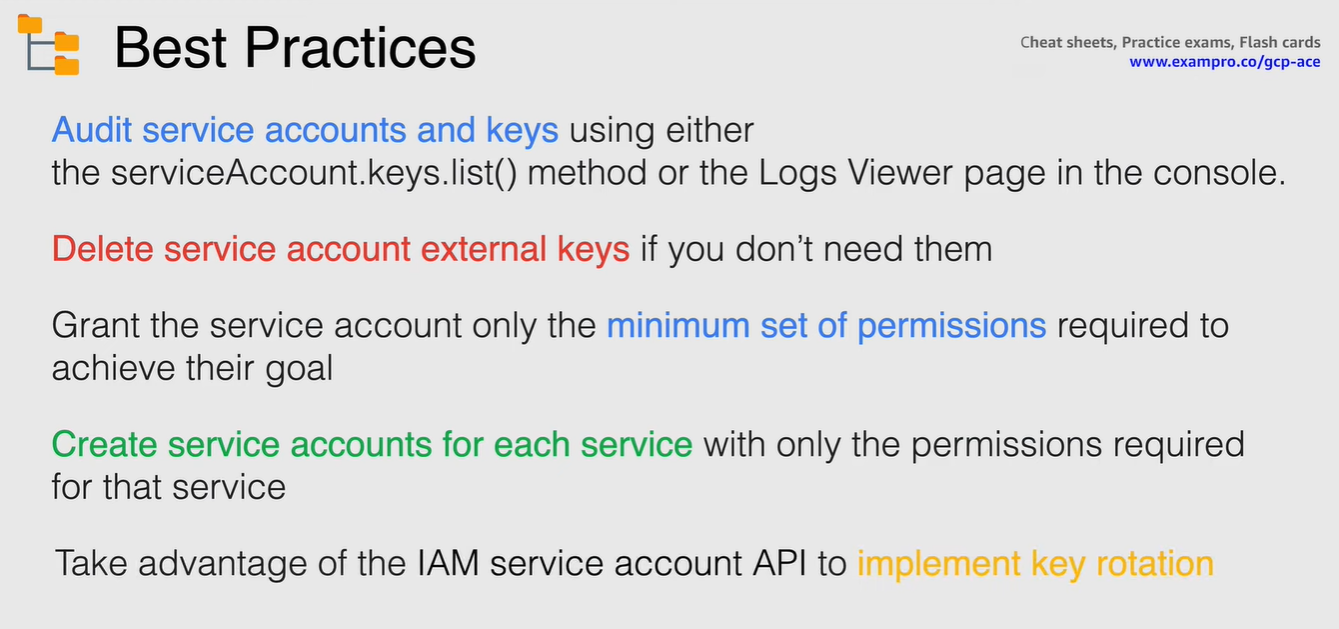 Best Practices
Cheat sheets, Practice exams, Flash cards
www.exampro.co/gcp-ace
Audit service accounts and keys using either
the serviceAccount.keys.list() method or the Logs Viewer page in the console.
Delete service account external keys if you don’t need them
Grant the service account only the minimum set of permissions required to
achieve their goal
Create service accounts for each service with only the permissions required
for that service
Take advantage of the IAM service account API to implement key rotation